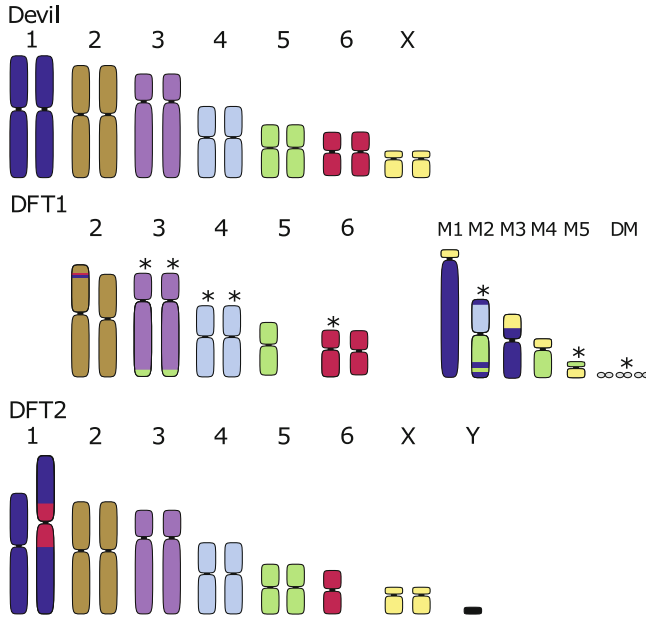 Devil
1 2 3 4 5 6 X
DFT1
2 3 4 5 6 M1 M2 M3 M4 M5 DM
* * * * * * * *
DFT2
1 2 3 4 5 6 X Y